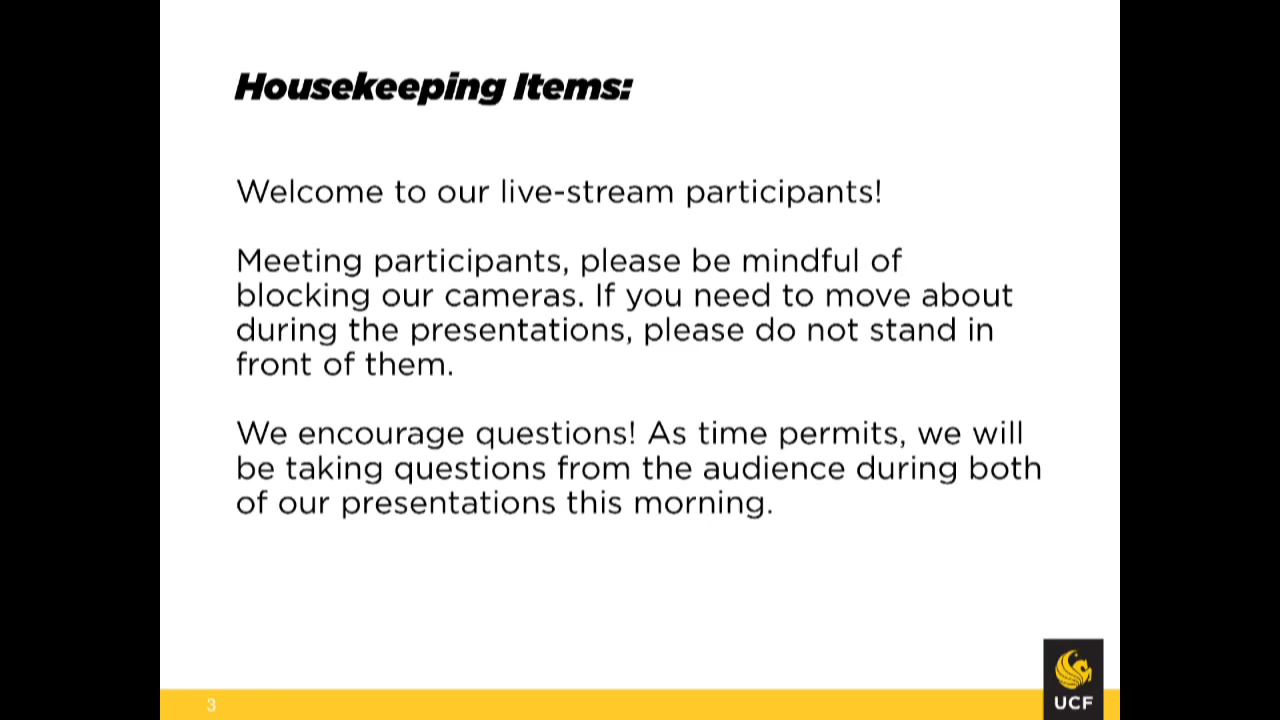 Housekeeping Items:
Welcome to our live-stream participants!
Meeting participants, please be mindful of
blocking our cameras. If you need to move about
during the presentations, please do not stand in
front of them.
We encourage questions! As time permits, we will
be taking questions from the audience during both
of our presentations this morning.
3
UCF